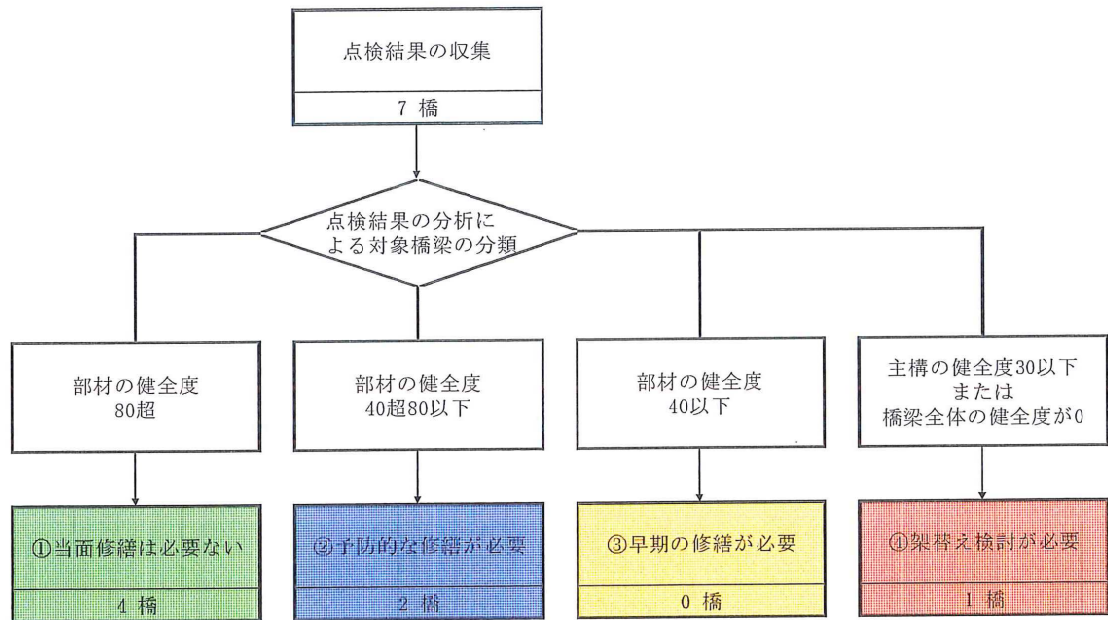 点検結果の収集
7 橋
点検結果の分析に
よる対象橋梁の分類
部材の健全度
80超
部材の健全度
40超80以下
部材の健全度
40以下
主構の健全度30以下
または
橋梁全体の健全度が0
①当面修繕は必要ない
4 橋
②予防的な修繕が必要
2 橋
③早期の修繕が必要
0 橋
④架替え検討が必要
1 橋